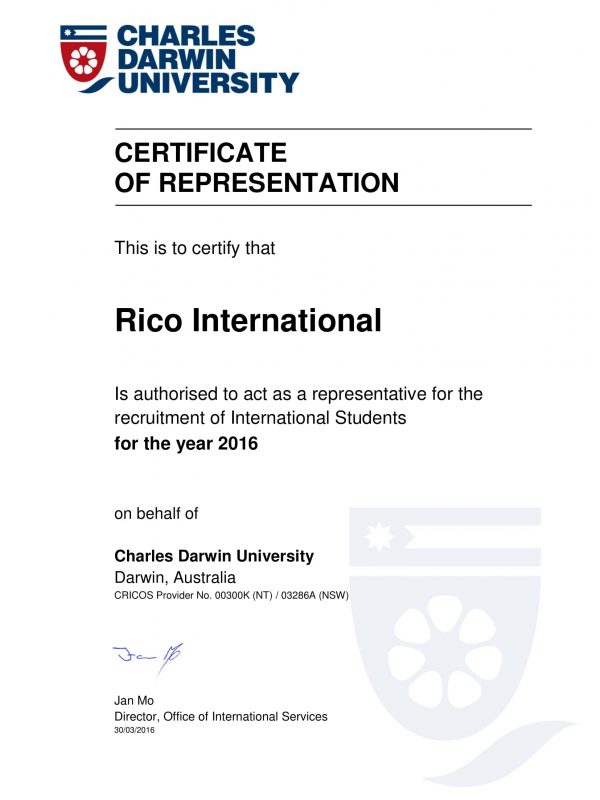 CHARLES
DARWIN
UNIVERSITY
CERTIFICATE
OF REPRESENTATION
This is to certify that
Rico International
Is authorised to act as a representative for the
recruitment of International Students
for the year 2016
on behalf of
Charles Darwin University
Darwin, Australia
CRICOS Provider No. 00300K (NT) / 03286A (NSW)
Jan Mo
Jan Mo
Director, Office of International Services
30/03/2016